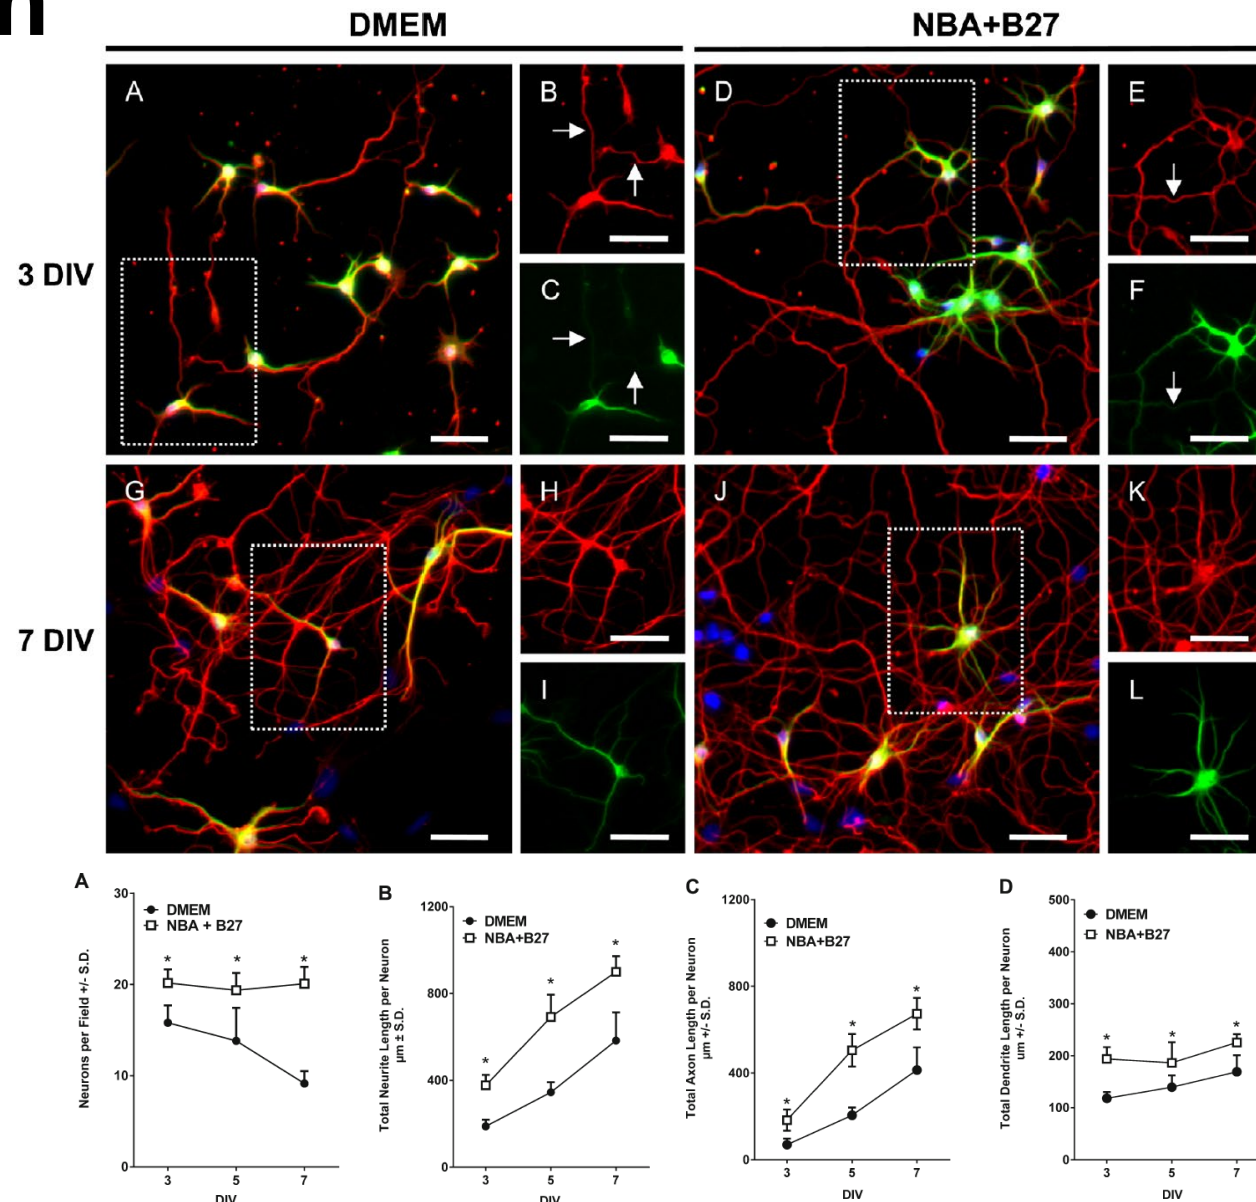 n
DMEM NBA+B27
3 DIV
A
B
C
D
E
F
7 DIV
G
H
I
J
K
L
A
Neurons per Field +/- S.D.
30
20
10
0
DMEM
NBA + B27
* * *
3 5 7
DIV
B
Total Neurite Length per Neuron
µm ± S.D.
1200
800
400
0
DMEM
NBA+B27
* * *
3 5 7
DIV
C
Total Axon Length per Neuron
µm +/- S.D.
1200
800
400
0
DMEM
NBA+B27
* * *
3 5 7
DIV
D
Total Dendrite Length per Neuron
um +/- S.D.
500
400
300
200
100
0
DMEM
NBA+B27
* * *
3 5 7
DIV